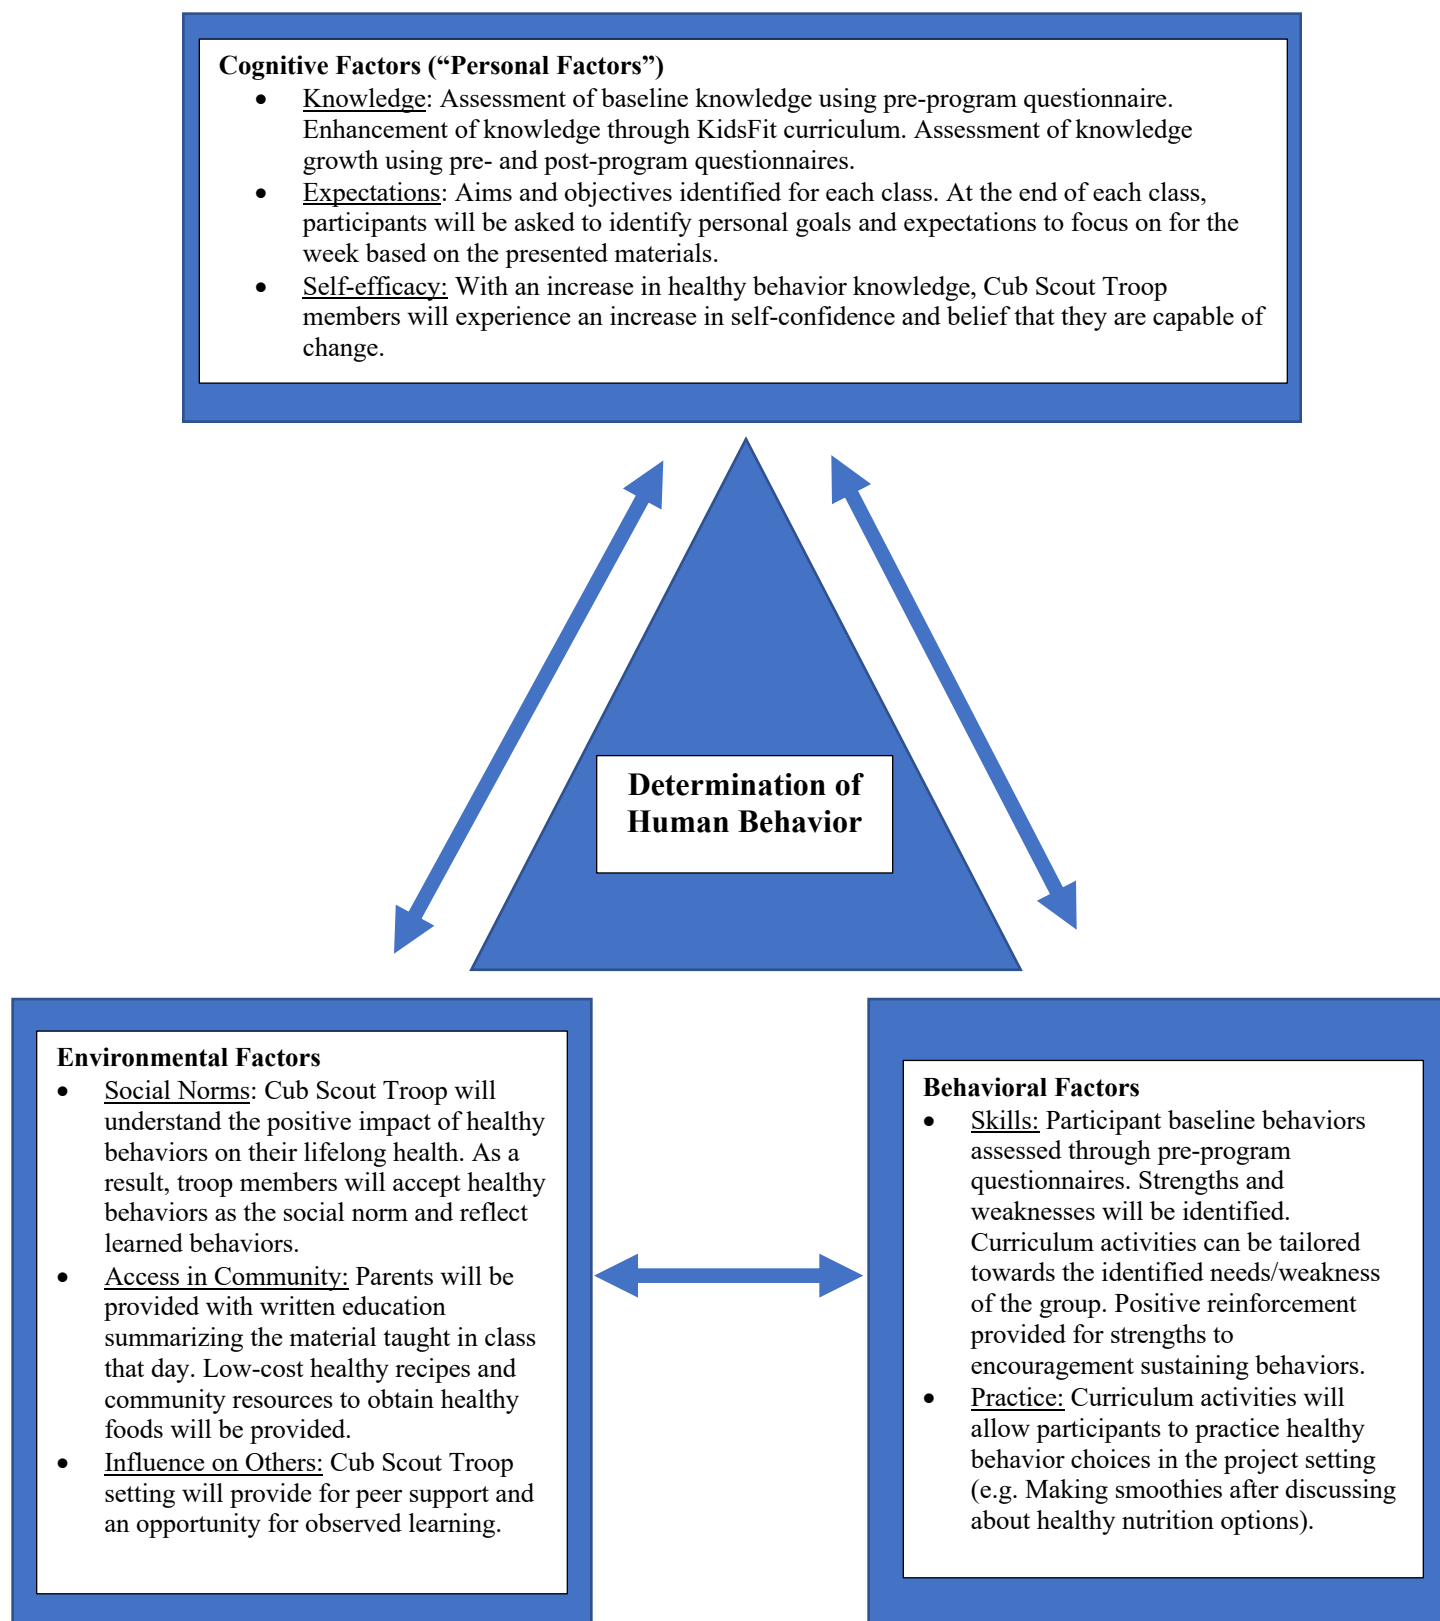 Cognitive Factors (“Personal Factors”)
• Knowledge: Assessment of baseline knowledge using pre-program questionnaire.
Enhancement of knowledge through KidsFit curriculum. Assessment of knowledge
growth using pre- and post-program questionnaires.
• Expectations: Aims and objectives identified for each class. At the end of each class,
participants will be asked to identify personal goals and expectations to focus on for the
week based on the presented materials.
• Self-efficacy: With an increase in healthy behavior knowledge, Cub Scout Troop
members will experience an increase in self-confidence and belief that they are capable of
change.
Determination of
Human Behavior
Environmental Factors
• Social Norms: Cub Scout Troop will
understand the positive impact of healthy
behaviors on their lifelong health. As a
result, troop members will accept healthy
behaviors as the social norm and reflect
learned behaviors.
• Access in Community: Parents will be
provided with written education
summarizing the material taught in class
that day. Low-cost healthy recipes and
community resources to obtain healthy
foods will be provided.
• Influence on Others: Cub Scout Troop
setting will provide for peer support and
an opportunity for observed learning.
Behavioral Factors
• Skills: Participant baseline behaviors
assessed through pre-program
questionnaires. Strengths and
weaknesses will be identified.
Curriculum activities can be tailored
towards the identified needs/weakness
of the group. Positive reinforcement
provided for strengths to
encouragement sustaining behaviors.
• Practice: Curriculum activities will
allow participants to practice healthy
behavior choices in the project setting
(e.g. Making smoothies after discussing
about healthy nutrition options).